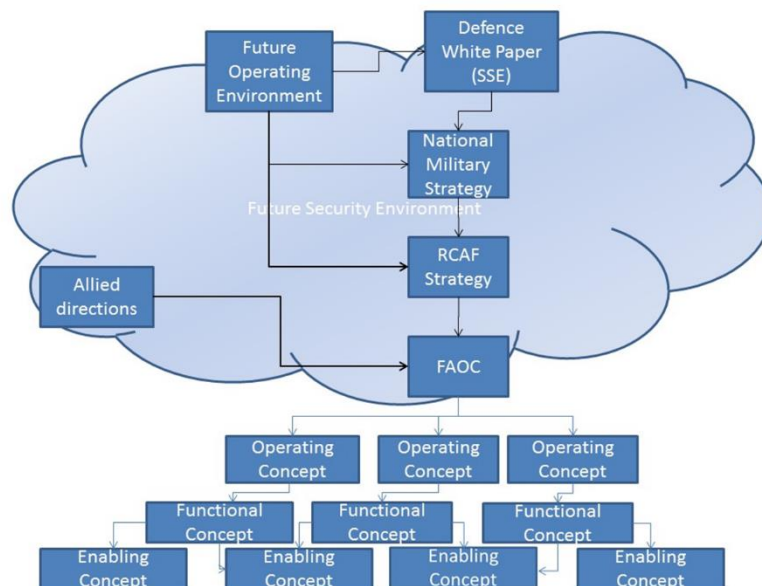 Future
Operating
Environment
Defence
White Paper
(SSE)
National
Military
Strategy
Future Security Environment
RCAF
Strategy
Allied
directions
FAOC
Operating
Concept
Operating
Concept
Operating
Concept
Functional
Concept
Functional
Concept
Functional
Concept
Enabling
Concept
Enabling
Concept
Enabling
Concept
Enabling
Concept